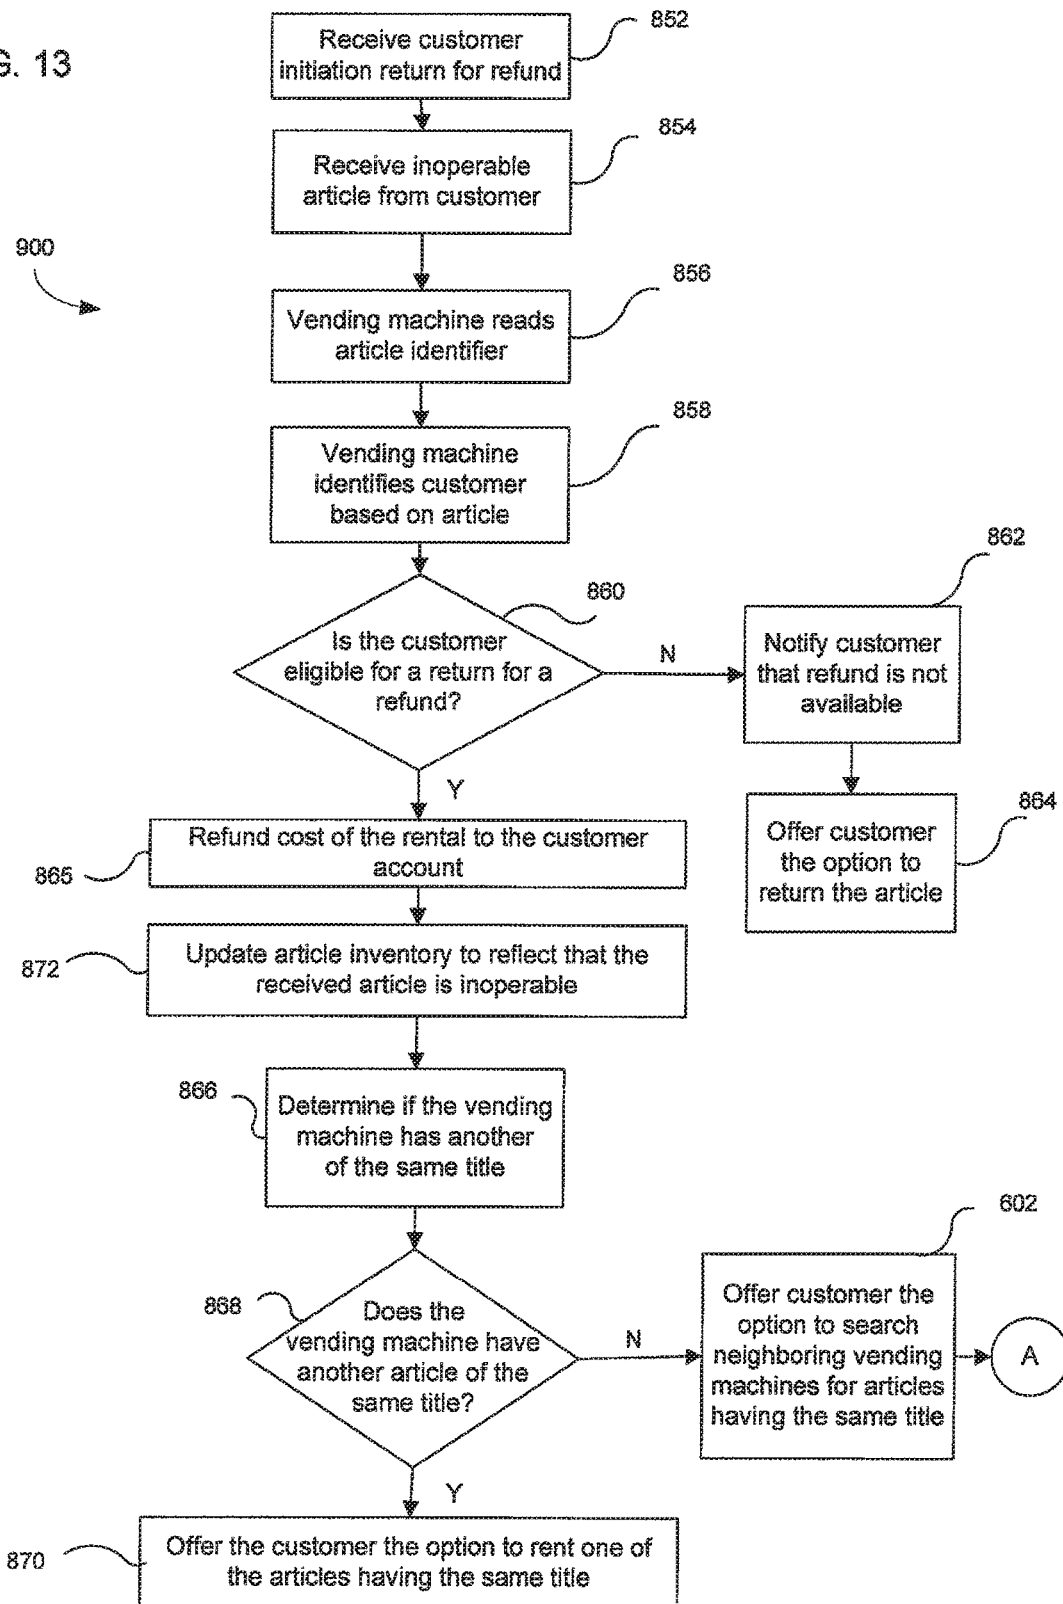 G. 13
Receive customer
initiation return for refund
852
Receive inoperable
article from customer
854
900
Vending machine reads
article identifier
856
Vending machine
identifies customer
based on article
858
Is the customer
eligible for a return for a
refund?
860
N
Notify customer
that refund is not
available
862
Y
Offer customer
the option to
return the article
864
Refund cost of the rental to the customer
account
865
Update article inventory to reflect that the
received article is inoperable
872
Determine if the vending
machine has another
of the same title
866
Does the
vending machine have
another article of the
same title?
868
N
Offer customer the
option to search
neighboring vending
machines for articles
having the same title
602
A
Y
Offer the customer the option to rent one of
the articles having the same title
870